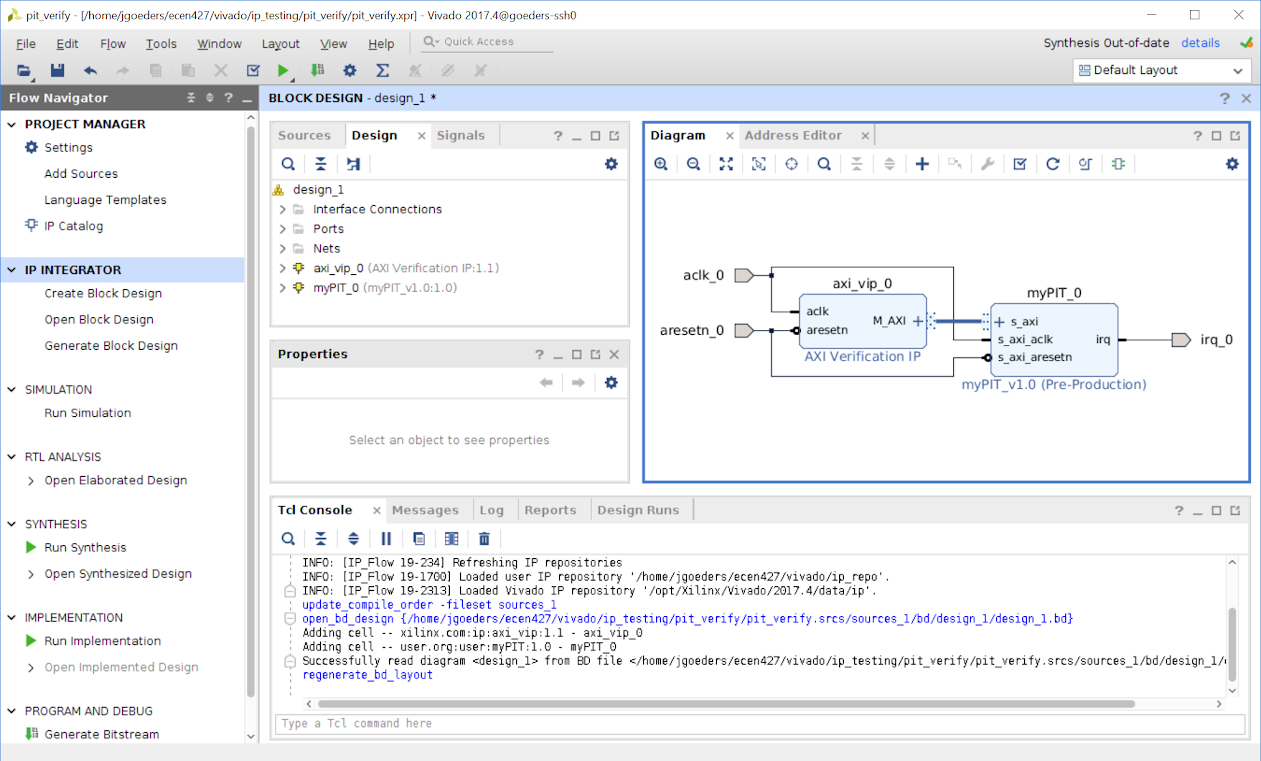 pit_verify - [/home/jgoeders/ecen427/vivado/ip_testing/pit_verify/pit_verify.xpr] - Vivado 2017.4@goeders-ssh0
File Edit Flow Tools Window Layout View Help Quick Access
Synthesis Out-of-date details
Default Layout
Flow Navigator
PROJECT MANAGER
Settings
Add Sources
Language Templates
IP Catalog
IP INTEGRATOR
Create Block Design
Open Block Design
Generate Block Design
SIMULATION
Run Simulation
RTL ANALYSIS
Open Elaborated Design
SYNTHESIS
Run Synthesis
Open Synthesized Design
IMPLEMENTATION
Run Implementation
Open Implemented Design
PROGRAM AND DEBUG
Generate Bitstream
BLOCK DESIGN - design_1 *
Sources Design Signals
design_1
Interface Connections
Ports
Nets
axi_vip_0 (AXI Verification IP:1.1)
myPIT_0 (myPIT_v1.0:1.0)
Properties
Select an object to see properties
Diagram Address Editor
aclk_0
aresetn_0
axi_vip_0
aclk
aresetn
M_AXI
AXI Verification IP
myPIT_0
s_axi
s_axi_aclk
s_axi_aresetn
irq
myPIT_v1.0 (Pre-Production)
irq_0
Tcl Console Messages Log Reports Design Runs
INFO: [IP_Flow 19-234] Refreshing IP repositories
INFO: [IP_Flow 19-1700] Loaded user IP repository '/home/jgoeders/ecen427/vivado/ip_repo'.
INFO: [IP_Flow 19-2313] Loaded Vivado IP repository '/opt/Xilinx/Vivado/2017.4/data/ip'.
update_compile_order -fileset sources_1
open_bd_design {/home/jgoeders/ecen427/vivado/ip_testing/pit_verify/pit_verify.srcs/sources_1/bd/design_1/design_1.bd}
Adding cell -- xilinx.com:ip:axi_vip:1.1 - axi_vip_0
Adding cell -- user.org:user:myPIT:1.0 - myPIT_0
Successfully read diagram <design_1> from BD file </home/jgoeders/ecen427/vivado/ip_testing/pit_verify/pit_verify.srcs/sources_1/bd/design_1/
regenerate_bd_layout
Type a Tcl command here